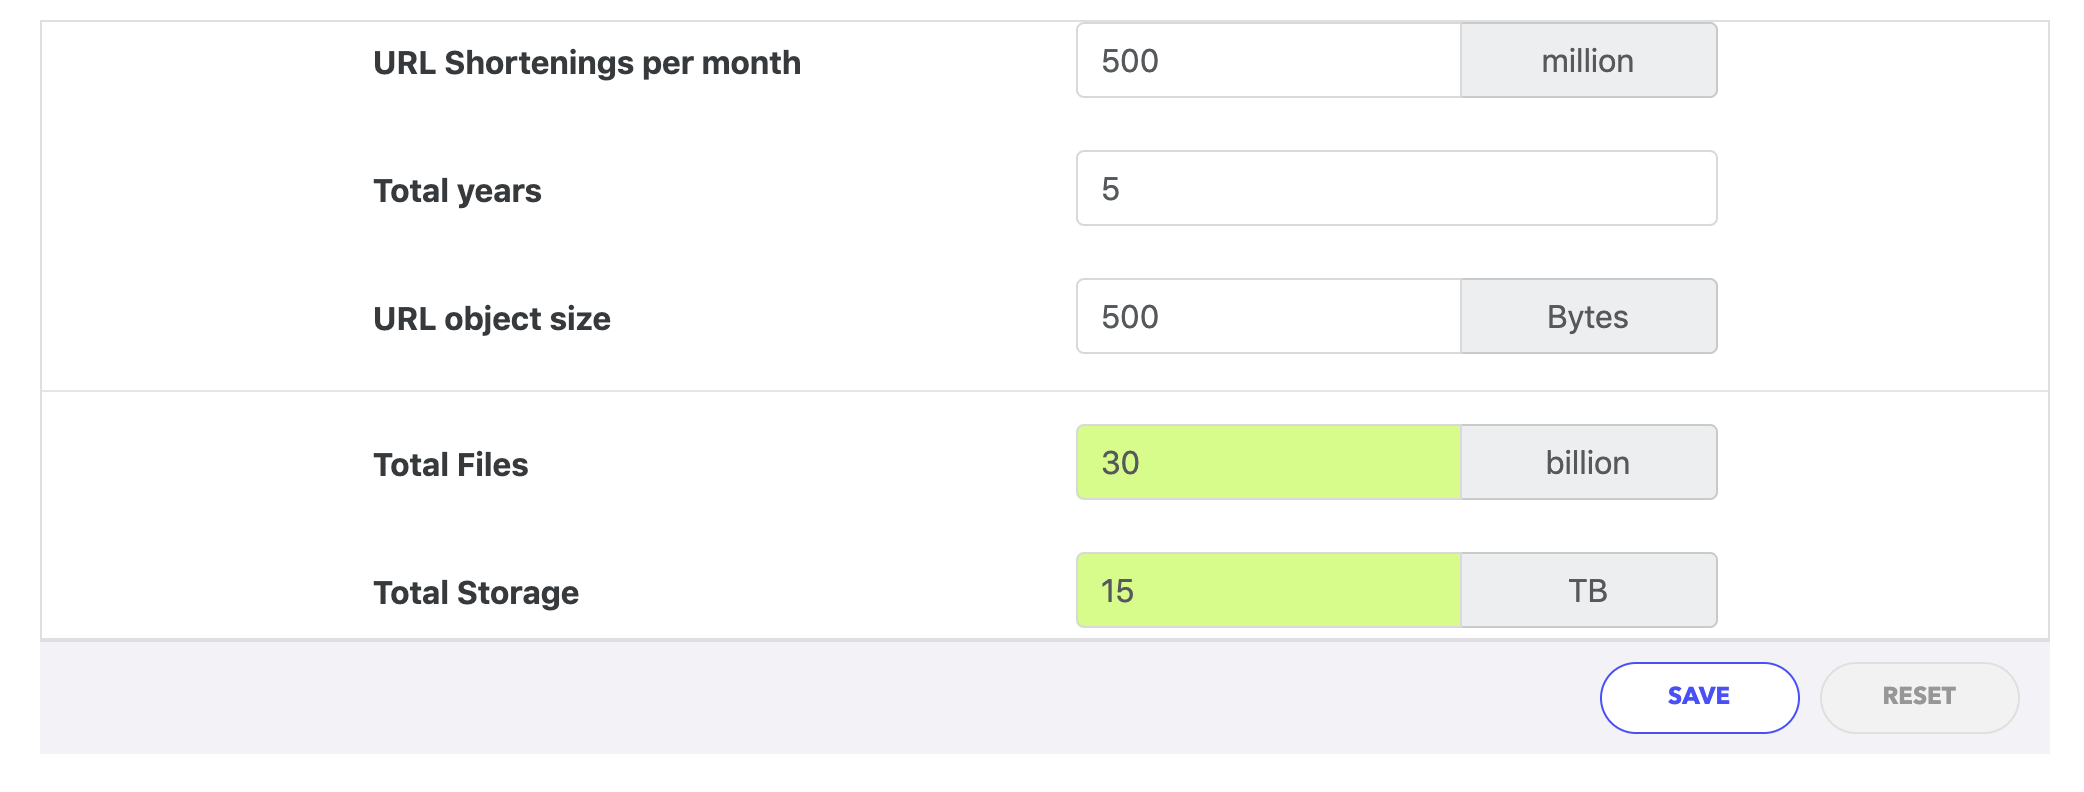 URL Shortenings per month 500 million
Total years 5
URL object size 500 Bytes
Total Files 30 billion
Total Storage 15 TB
SAVE RESET